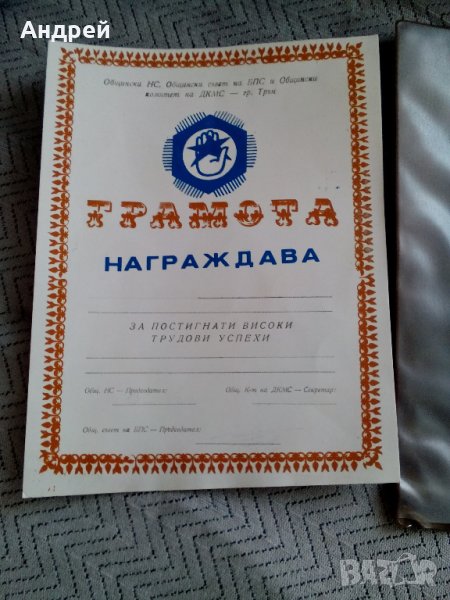 Андрей
Общински НС, Общински съвет на БПС и Общински
комитет на ДКМС — гр. Трън
ГРАМОТА
НАГРАЖДАВА
ЗА ПОСТИГНАТИ ВИСОКИ
ТРУДОВИ УСПЕХИ
Общ. НС — Председател:
Общ. К-т на ДКМС — Секретар:
Общ. съвет на БПС — Председател:
BAZAR